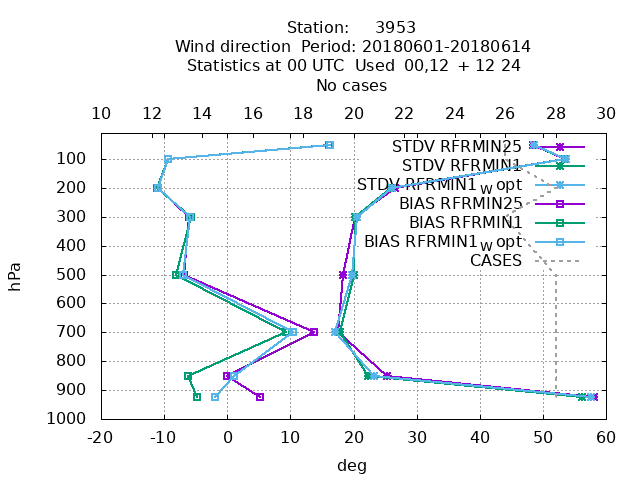 Station: 3953
Wind direction Period: 20180601-20180614
Statistics at 00 UTC Used 00,12 + 12 24
No cases
10 12 14 16 18 20 22 24 26 28 30
STDV RFRMIN25
STDV RFRMIN1
STDV RFRMIN1w opt
BIAS RFRMIN25
BIAS RFRMIN1
BIAS RFRMIN1w opt
CASES
hPa
100
200
300
400
500
600
700
800
900
1000
-20 -10 0 10 20 30 40 50 60
deg